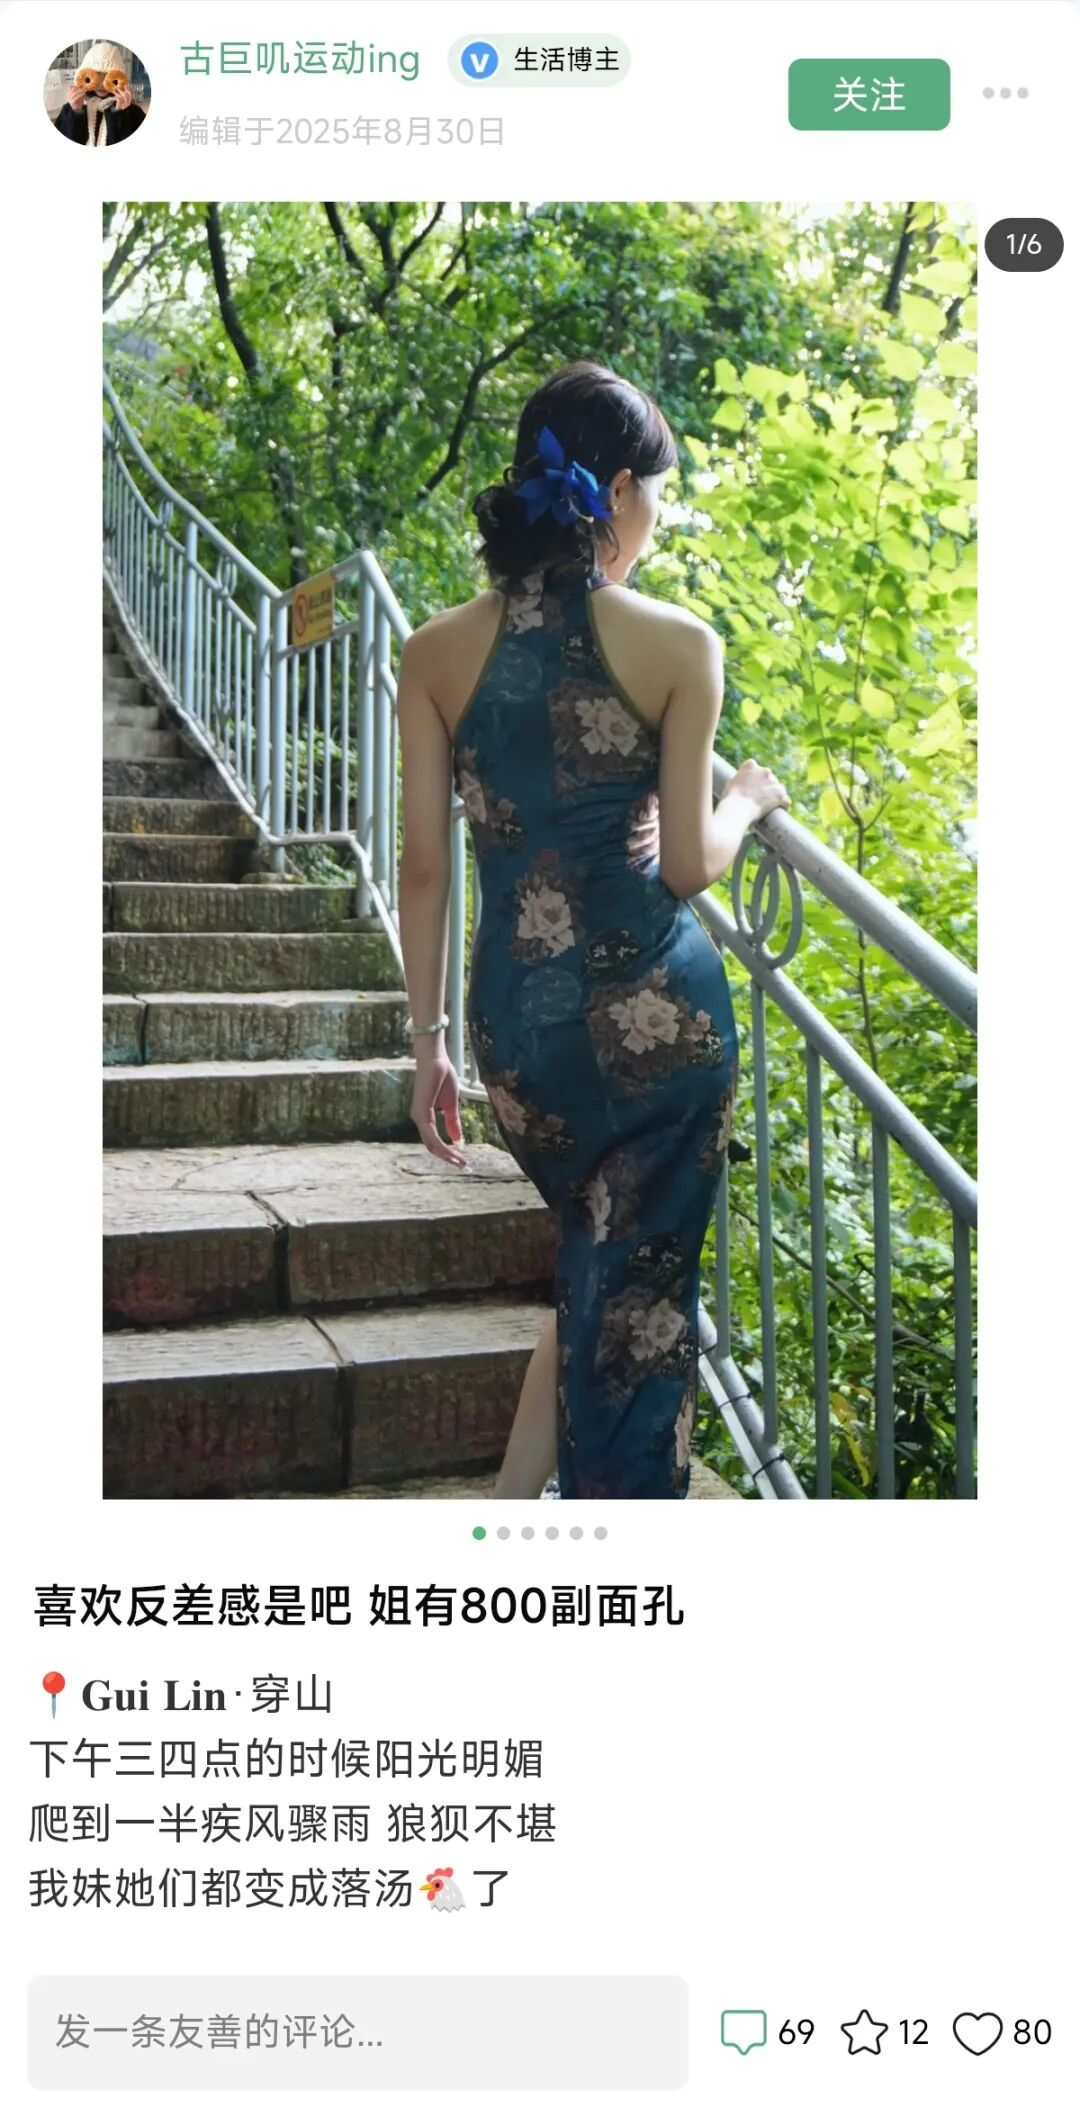 古巨叽运动ing
V 生活博主
编辑于2025年8月30日
关注
1/6
喜欢反差感是吧 姐有800副面孔
📍Gui Lin·穿山
下午三四点的时候阳光明媚
爬到一半疾风骤雨 狼狈不堪
我妹她们都变成落汤🐔了
发一条友善的评论...
69
12
80